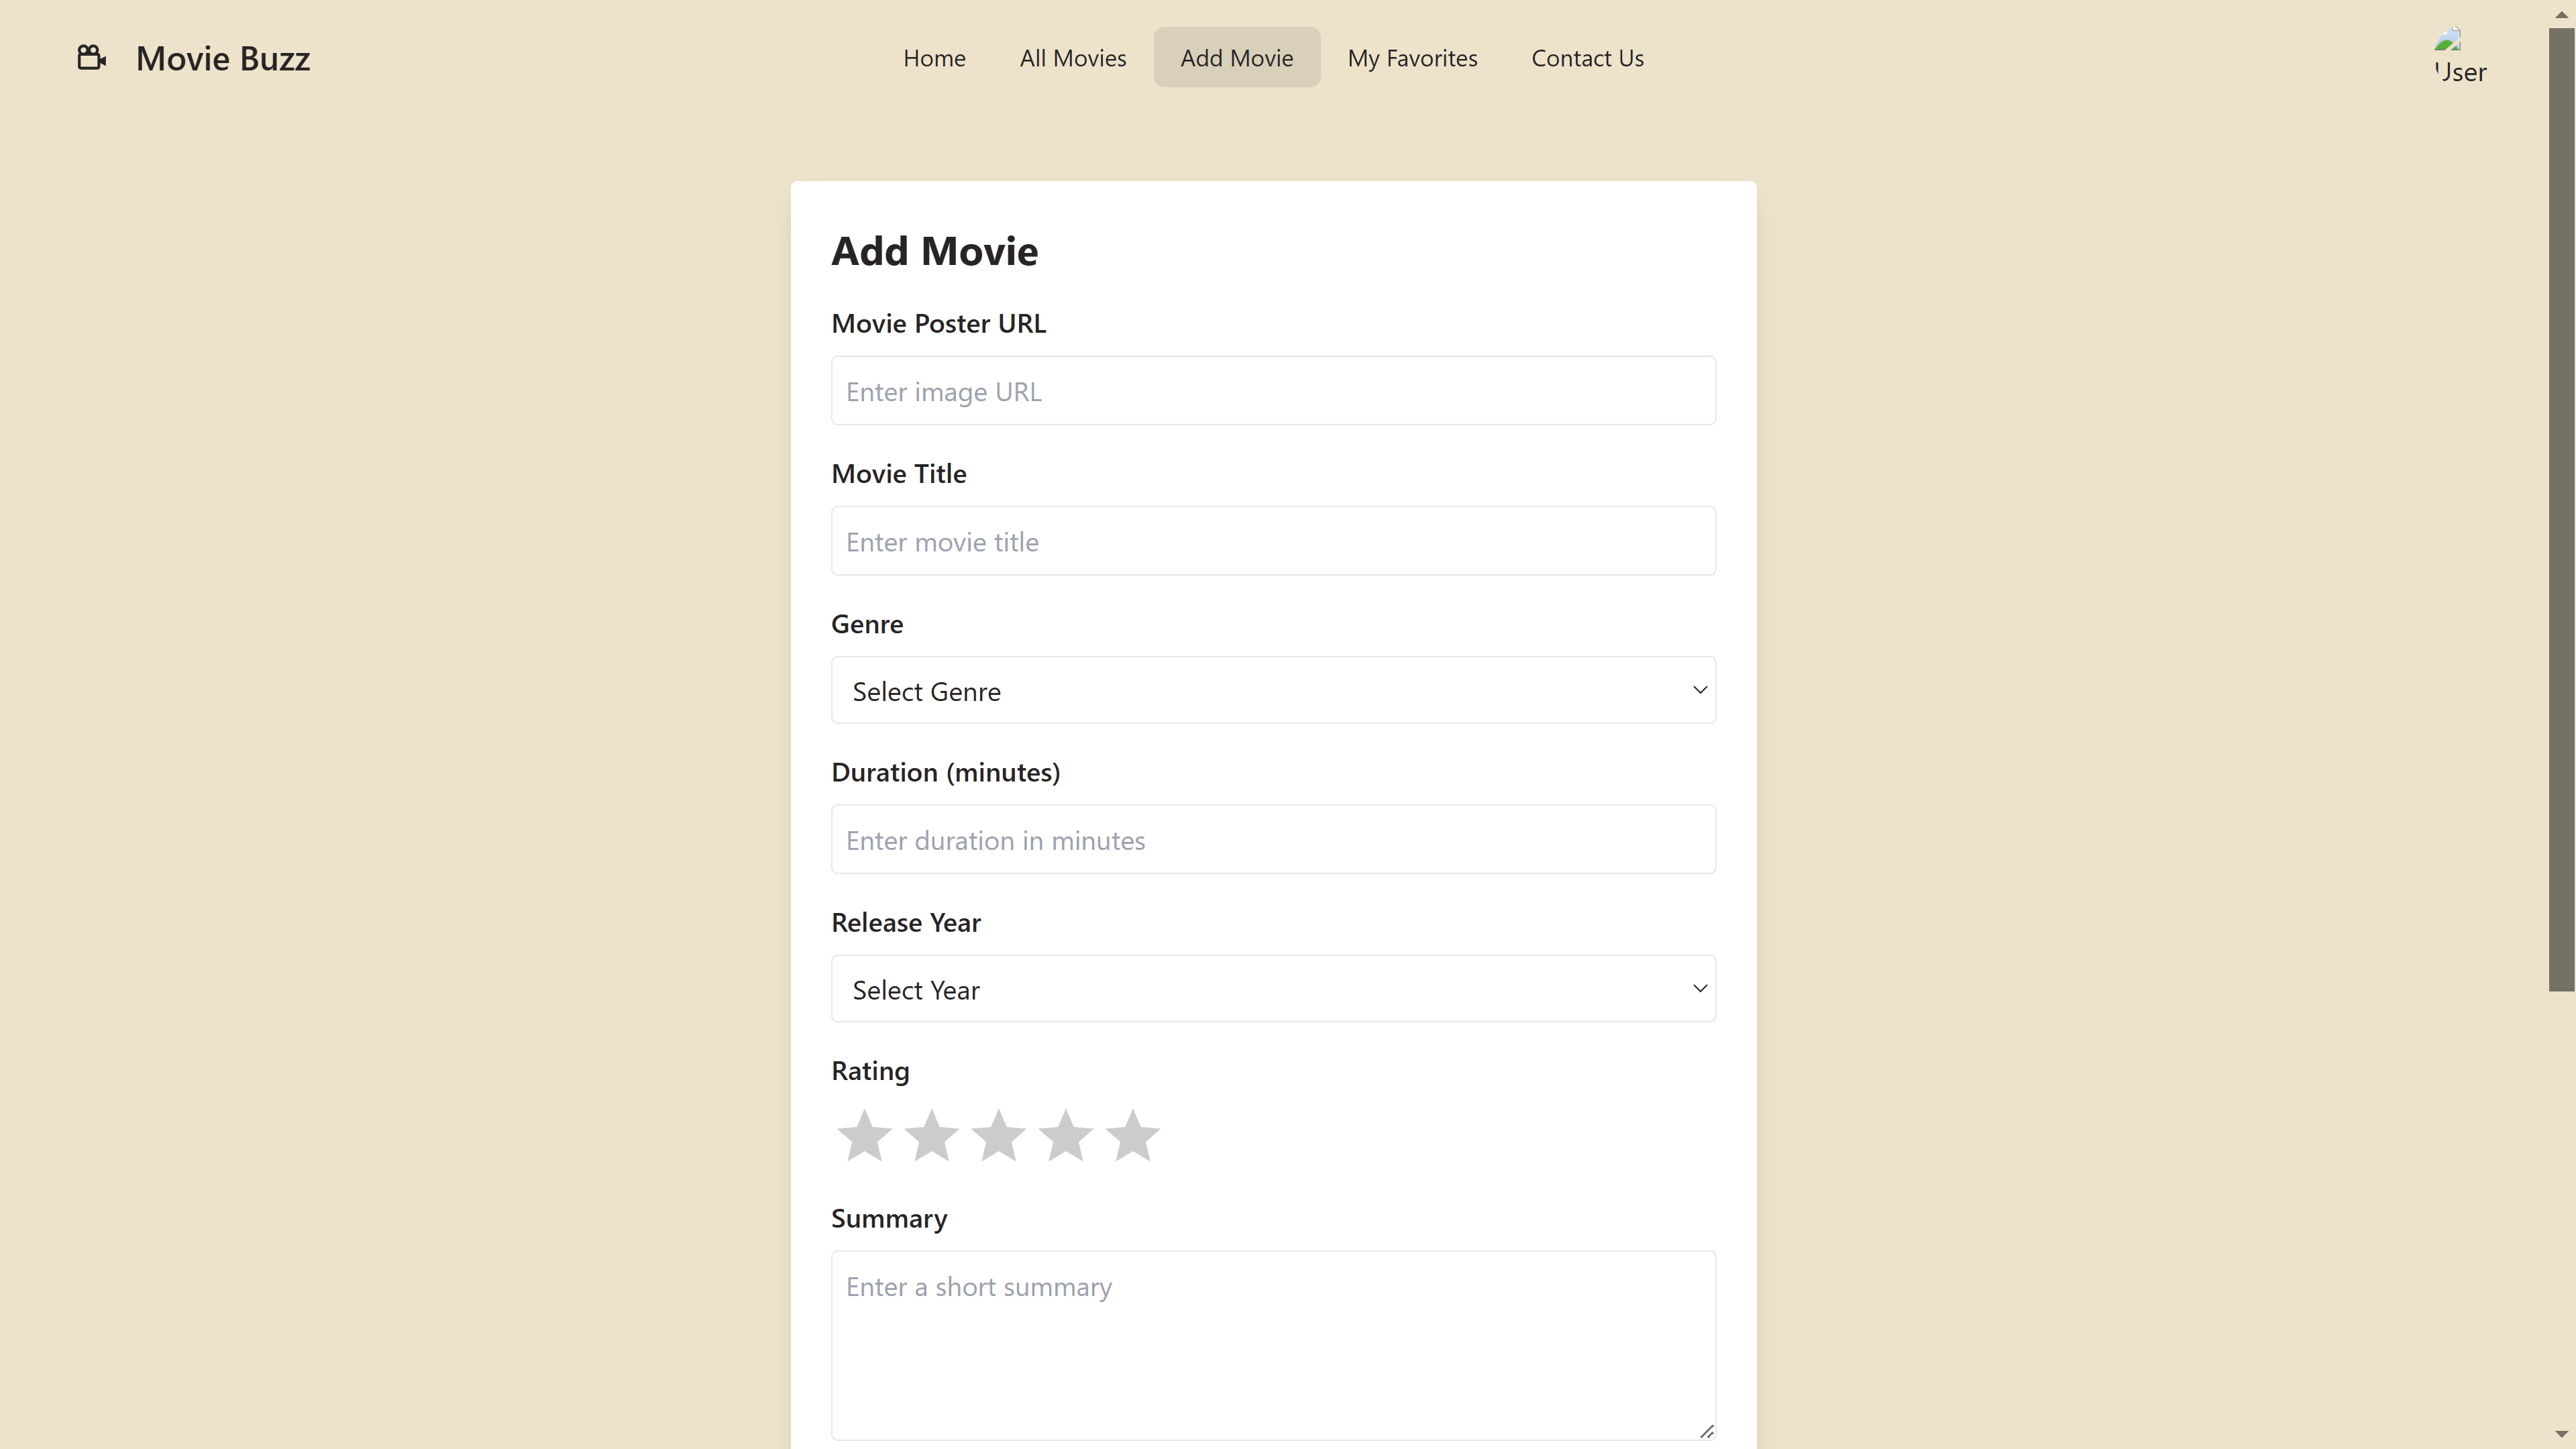 Movie Buzz
Home
All Movies
Add Movie
My Favorites
Contact Us
User
Add Movie
Movie Poster URL
Enter image URL
Movie Title
Enter movie title
Genre
Select Genre
Duration (minutes)
Enter duration in minutes
Release Year
Select Year
Rating
Summary
Enter a short summary